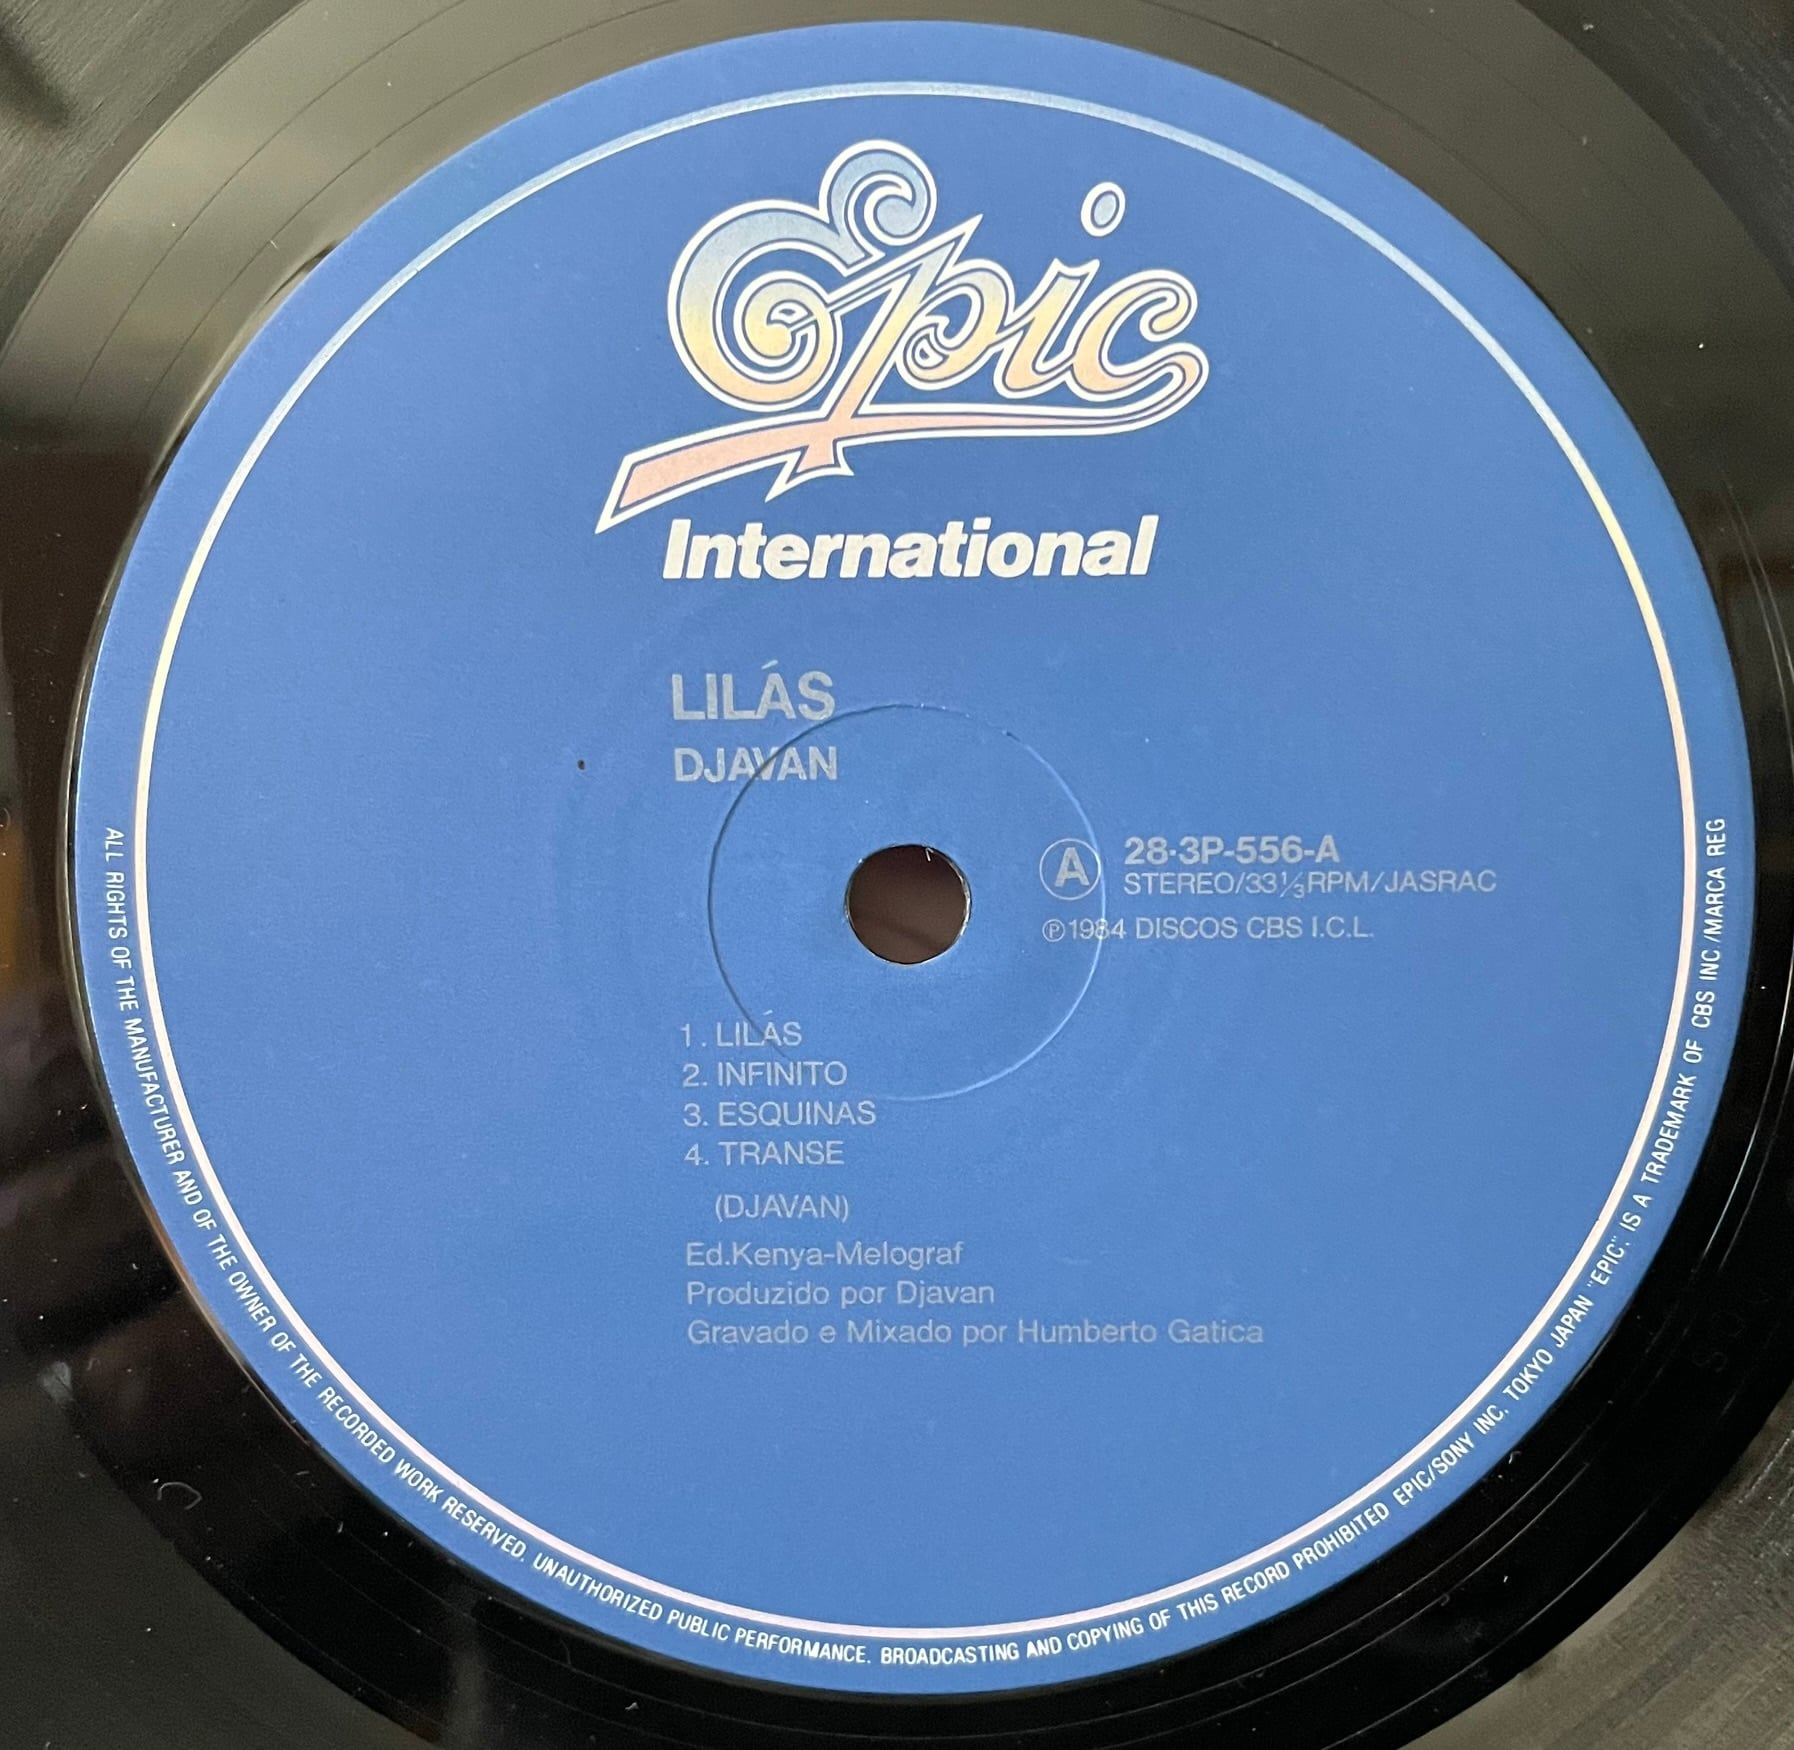 Epic
International
LILÁS
DJAVAN
A
28·3P-556-A
STEREO/33⅓RPM/JASRAC
℗1984 DISCOS CBS I.C.L.
1. LILÁS
2. INFINITO
3. ESQUINAS
4. TRANSE
(DJAVAN)
Ed.Kenya-Melograf
Produzido por Djavan
Gravado e Mixado por Humberto Gatica
ALL RIGHTS OF THE MANUFACTURER AND OF THE OWNER OF THE RECORDED WORK RESERVED. UNAUTHORIZED PUBLIC PERFORMANCE. BROADCASTING AND COPYING OF THIS RECORD PROHIBITED EPIC/SONY INC. TOKYO JAPAN "EPIC". IS A TRADEMARK OF CBS INC /MARCA REG